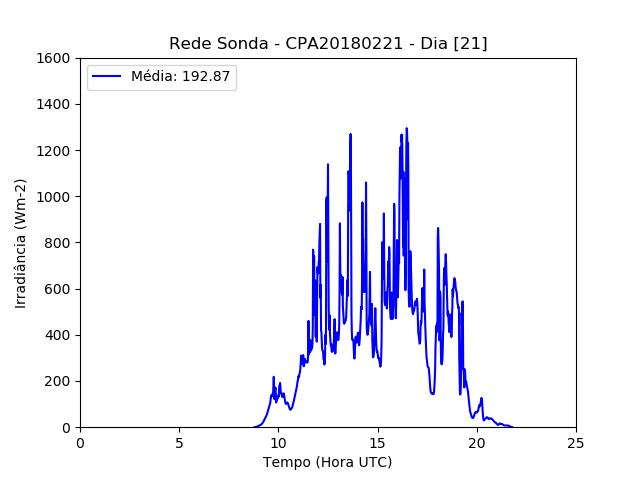 Rede Sonda - CPA20180221 - Dia [21]
Média: 192.87
1600
1400
1200
1000
800
600
400
200
0
Irradiância (Wm-2)
0 5 10 15 20 25
Tempo (Hora UTC)